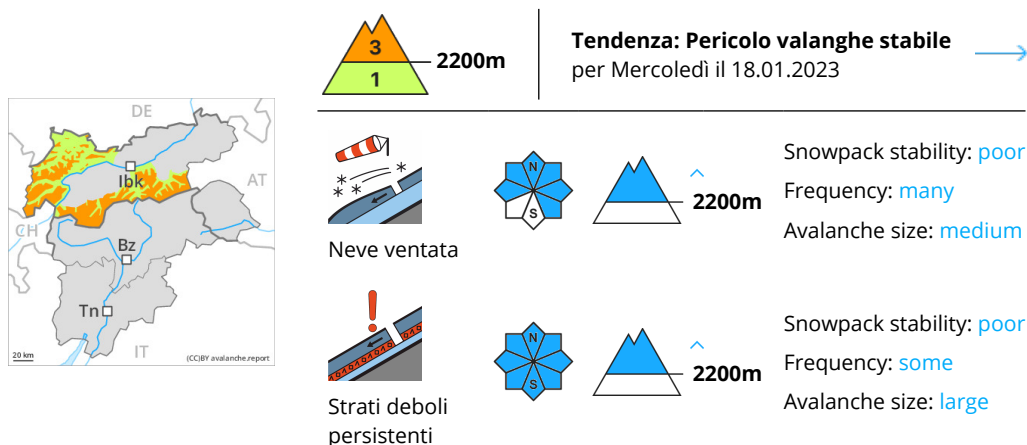 3
1
2200m
Tendenza: Pericolo valanghe stabile
per Mercoledì il 18.01.2023
DE
AT
CH
IT
Ibk
Bz
Tn
20 km
(CC)BY avalanche.report
Neve ventata
N
S
2200m
Snowpack stability: poor
Frequency: many
Avalanche size: medium
Strati deboli
persistenti
N
S
2200m
Snowpack stability: poor
Frequency: some
Avalanche size: large